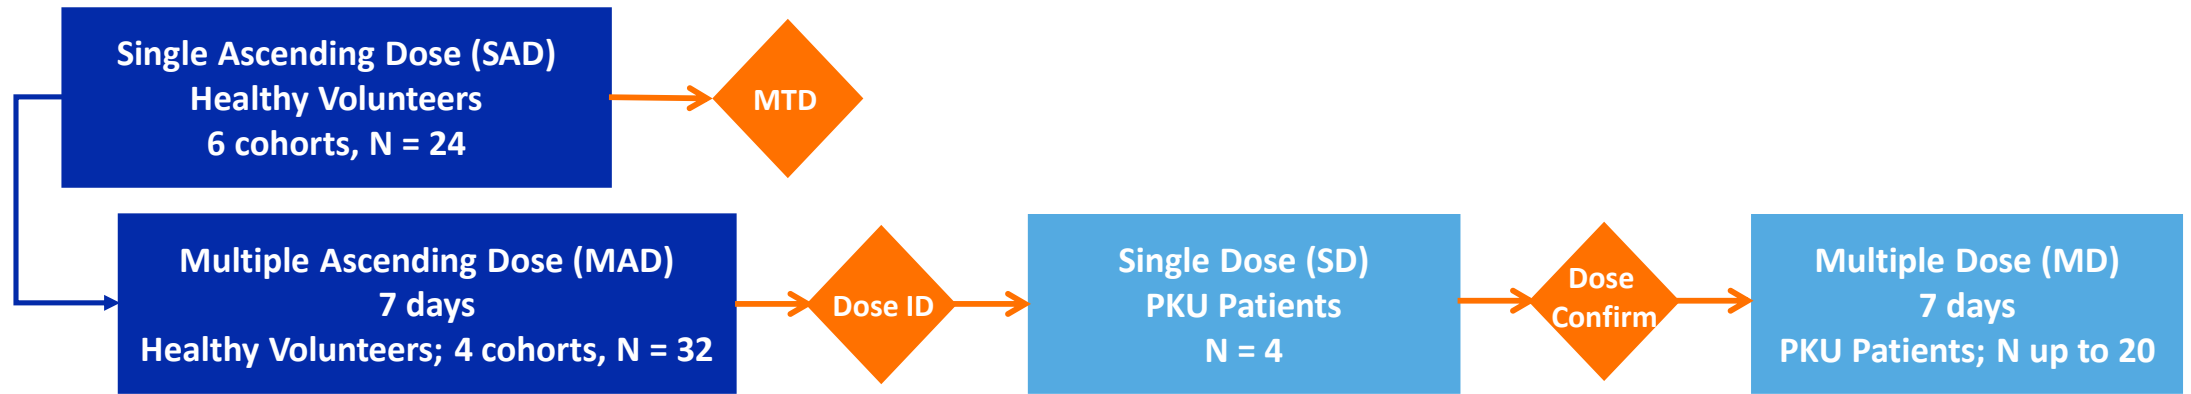 Single Ascending Dose (SAD)
Healthy Volunteers
6 cohorts, N = 24
MTD
Multiple Ascending Dose (MAD)
7 days
Healthy Volunteers; 4 cohorts, N = 32
Dose ID
Single Dose (SD)
PKU Patients
N = 4
Dose
Confirm
Multiple Dose (MD)
7 days
PKU Patients; N up to 20